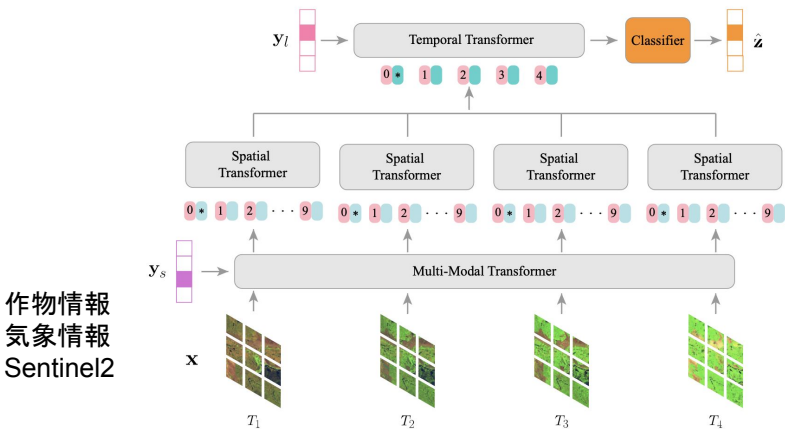 y_l
Temporal Transformer
Classifier
ẑ
0 * 1 2 3 4
Spatial Transformer
Spatial Transformer
Spatial Transformer
Spatial Transformer
0 * 1 2 · · · 9
0 * 1 2 · · · 9
0 * 1 2 · · · 9
0 * 1 2 · · · 9
y_s
Multi-Modal Transformer
作物情報
気象情報
Sentinel2
x
T_1
T_2
T_3
T_4